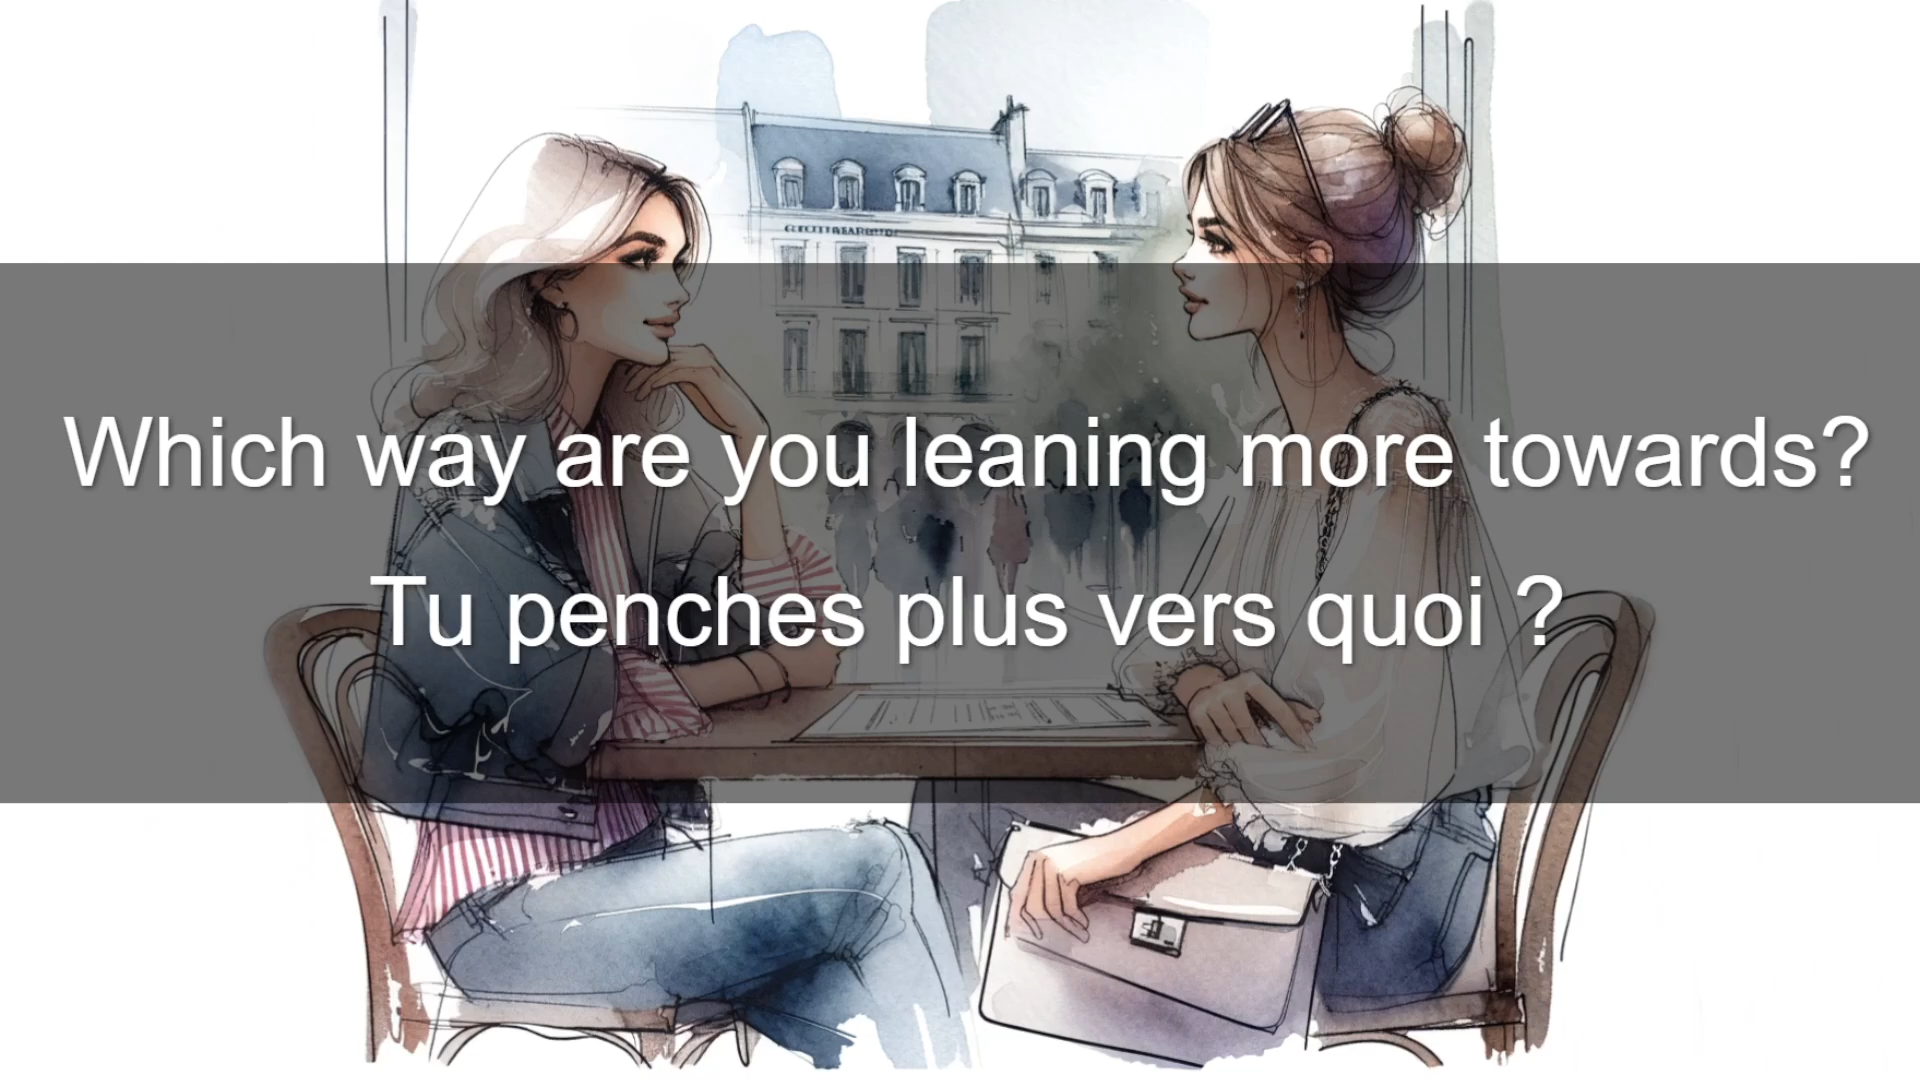 Which way are you leaning more towards?
Tu penches plus vers quoi ?